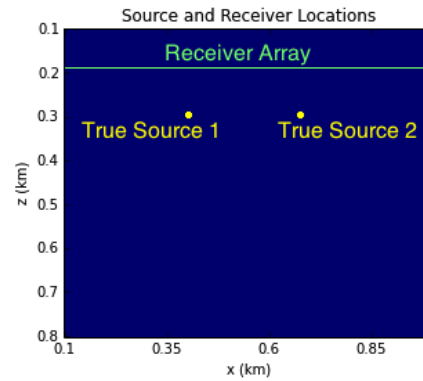 Source and Receiver Locations
0.1
Receiver Array
0.2
0.3
True Source 1 True Source 2
0.4
z (km)
0.5
0.6
0.7
0.8
0.1 0.35 0.6 0.85
x (km)